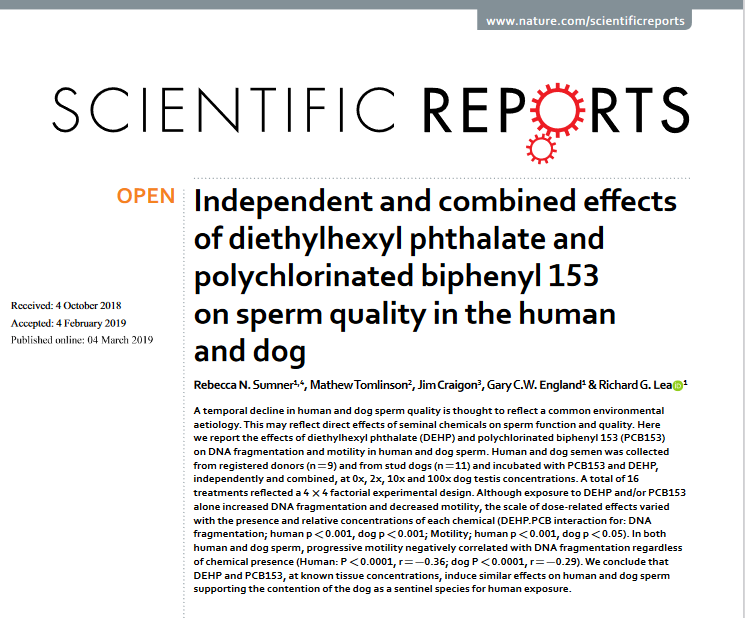 www.nature.com/scientificreports
SCIENTIFIC REPORTS
OPEN
Independent and combined effects
of diethylhexyl phthalate and
polychlorinated biphenyl 153
on sperm quality in the human
and dog
Received: 4 October 2018
Accepted: 4 February 2019
Published online: 04 March 2019
Rebecca N. Sumner1,4, Mathew Tomlinson2, Jim Craigon3, Gary C.W. England1 & Richard G. Lea iD 1
A temporal decline in human and dog sperm quality is thought to reflect a common environmental
aetiology. This may reflect direct effects of seminal chemicals on sperm function and quality. Here
we report the effects of diethylhexyl phthalate (DEHP) and polychlorinated biphenyl 153 (PCB153)
on DNA fragmentation and motility in human and dog sperm. Human and dog semen was collected
from registered donors (n=9) and from stud dogs (n=11) and incubated with PCB153 and DEHP,
independently and combined, at 0x, 2x, 10x and 100x dog testis concentrations. A total of 16
treatments reflected a 4 × 4 factorial experimental design. Although exposure to DEHP and/or PCB153
alone increased DNA fragmentation and decreased motility, the scale of dose-related effects varied
with the presence and relative concentrations of each chemical (DEHP.PCB interaction for: DNA
fragmentation; human p<0.001, dog p<0.001; Motility; human p<0.001, dog p<0.05). In both
human and dog sperm, progressive motility negatively correlated with DNA fragmentation regardless
of chemical presence (Human: P<0.0001, r=−0.36; dog P<0.0001, r=−0.29). We conclude that
DEHP and PCB153, at known tissue concentrations, induce similar effects on human and dog sperm
supporting the contention of the dog as a sentinel species for human exposure.